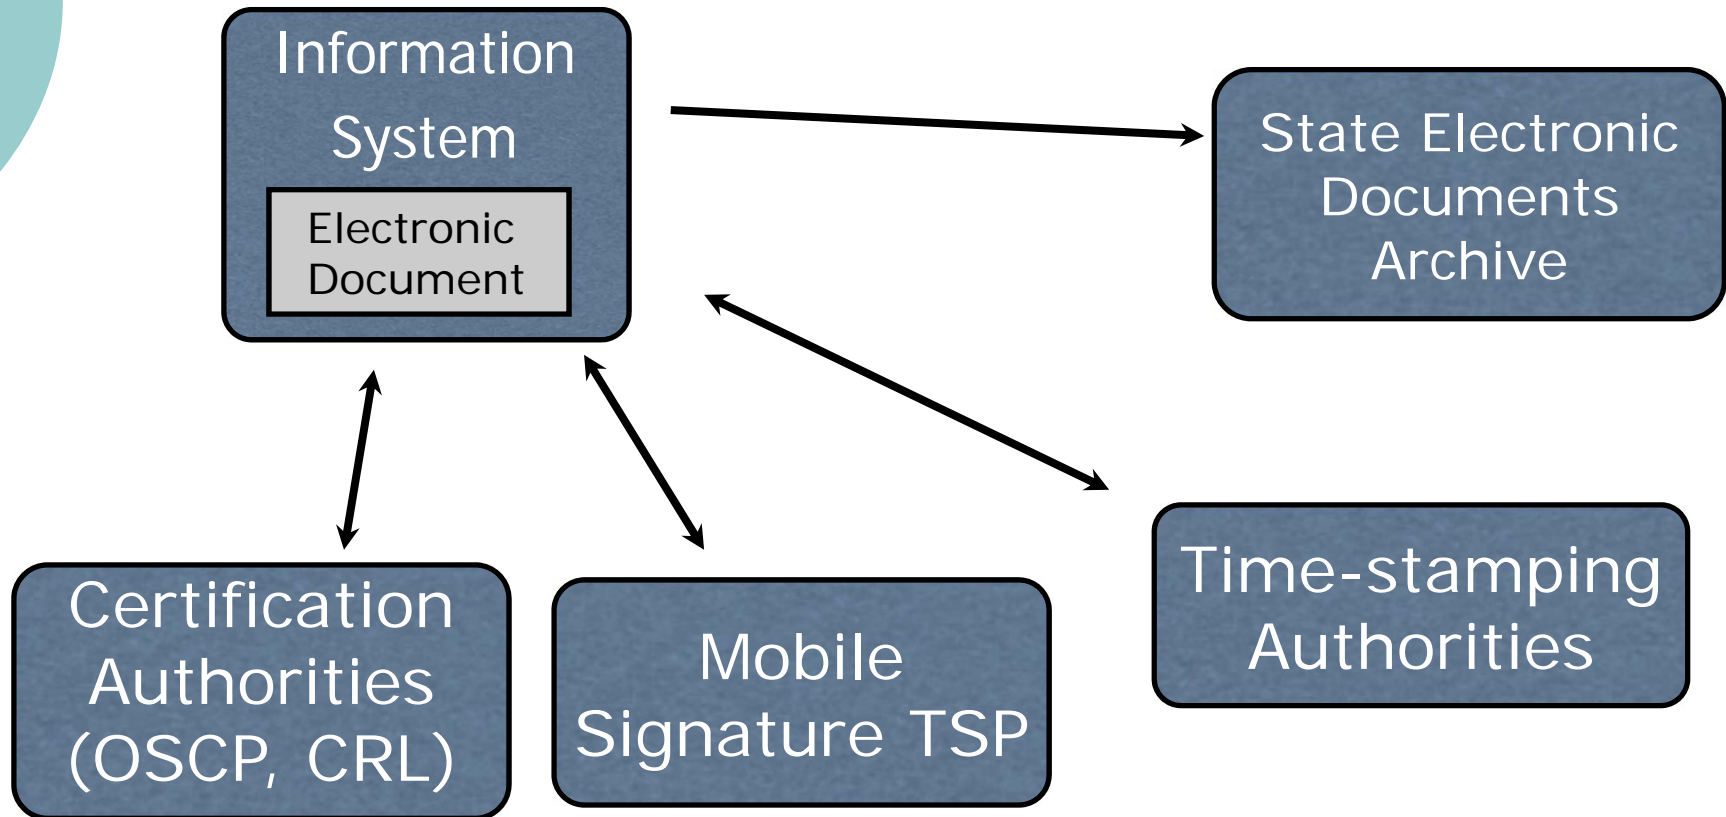 Information
System
Electronic
Document
State Electronic
Documents
Archive
Certification
Authorities
(OSCP, CRL)
Mobile
Signature TSP
Time-stamping
Authorities